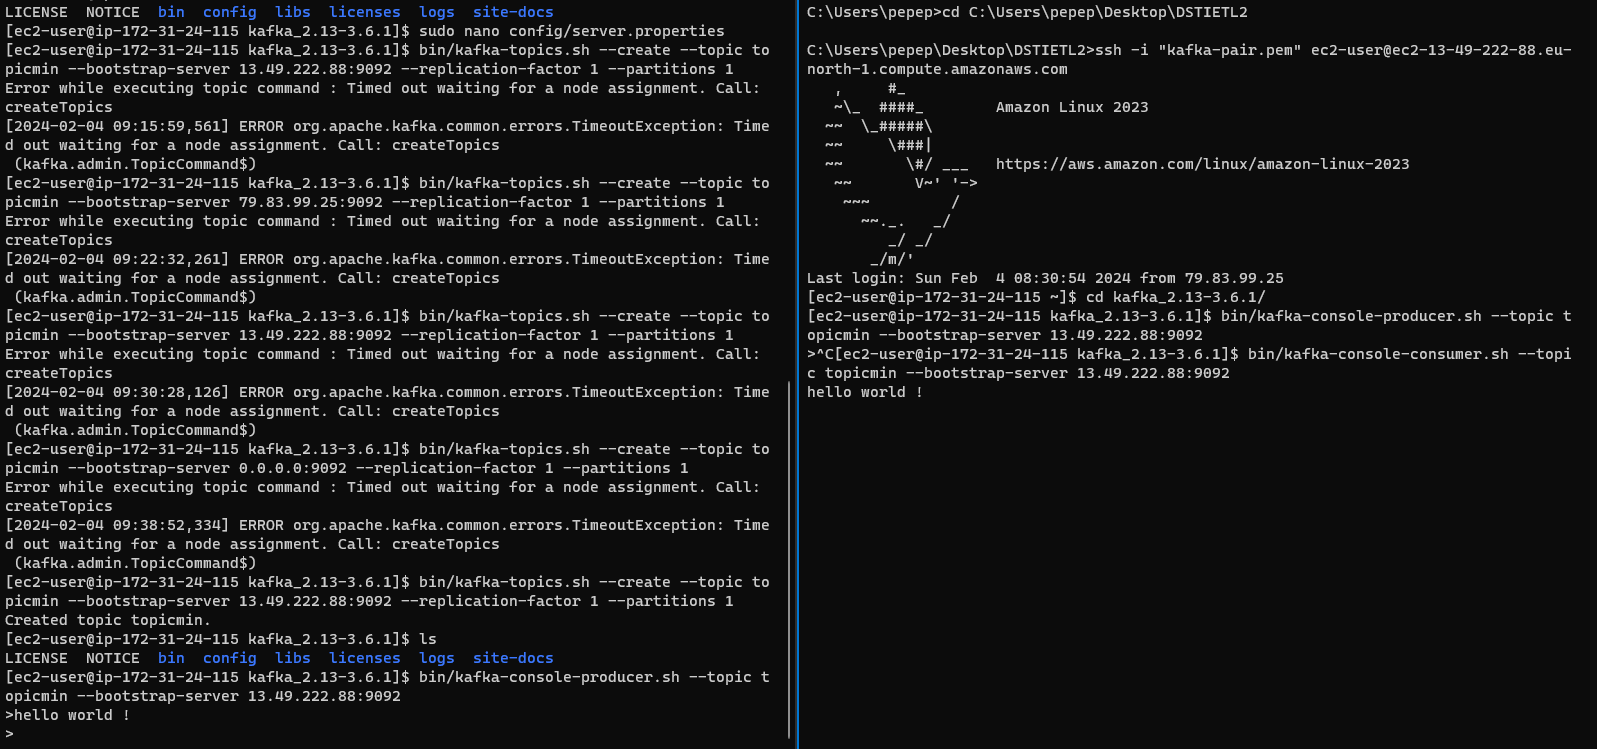 LICENSE  NOTICE  bin  config  libs  licenses  logs  site-docs
[ec2-user@ip-172-31-24-115 kafka_2.13-3.6.1]$ sudo nano config/server.properties
[ec2-user@ip-172-31-24-115 kafka_2.13-3.6.1]$ bin/kafka-topics.sh --create --topic to
picmin --bootstrap-server 13.49.222.88:9092 --replication-factor 1 --partitions 1
Error while executing topic command : Timed out waiting for a node assignment. Call:
createTopics
[2024-02-04 09:15:59,561] ERROR org.apache.kafka.common.errors.TimeoutException: Time
d out waiting for a node assignment. Call: createTopics
 (kafka.admin.TopicCommand$)
[ec2-user@ip-172-31-24-115 kafka_2.13-3.6.1]$ bin/kafka-topics.sh --create --topic to
picmin --bootstrap-server 79.83.99.25:9092 --replication-factor 1 --partitions 1
Error while executing topic command : Timed out waiting for a node assignment. Call:
createTopics
[2024-02-04 09:22:32,261] ERROR org.apache.kafka.common.errors.TimeoutException: Time
d out waiting for a node assignment. Call: createTopics
 (kafka.admin.TopicCommand$)
[ec2-user@ip-172-31-24-115 kafka_2.13-3.6.1]$ bin/kafka-topics.sh --create --topic to
picmin --bootstrap-server 13.49.222.88:9092 --replication-factor 1 --partitions 1
Error while executing topic command : Timed out waiting for a node assignment. Call:
createTopics
[2024-02-04 09:30:28,126] ERROR org.apache.kafka.common.errors.TimeoutException: Time
d out waiting for a node assignment. Call: createTopics
 (kafka.admin.TopicCommand$)
[ec2-user@ip-172-31-24-115 kafka_2.13-3.6.1]$ bin/kafka-topics.sh --create --topic to
picmin --bootstrap-server 0.0.0.0:9092 --replication-factor 1 --partitions 1
Error while executing topic command : Timed out waiting for a node assignment. Call:
createTopics
[2024-02-04 09:38:52,334] ERROR org.apache.kafka.common.errors.TimeoutException: Time
d out waiting for a node assignment. Call: createTopics
 (kafka.admin.TopicCommand$)
[ec2-user@ip-172-31-24-115 kafka_2.13-3.6.1]$ bin/kafka-topics.sh --create --topic to
picmin --bootstrap-server 13.49.222.88:9092 --replication-factor 1 --partitions 1
Created topic topicmin.
[ec2-user@ip-172-31-24-115 kafka_2.13-3.6.1]$ ls
LICENSE  NOTICE  bin  config  libs  licenses  logs  site-docs
[ec2-user@ip-172-31-24-115 kafka_2.13-3.6.1]$ bin/kafka-console-producer.sh --topic t
opicmin --bootstrap-server 13.49.222.88:9092
>hello world !
>
C:\Users\pepep>cd C:\Users\pepep\Desktop\DSTIETL2
C:\Users\pepep\Desktop\DSTIETL2>ssh -i "kafka-pair.pem" ec2-user@ec2-13-49-222-88.eu-
north-1.compute.amazonaws.com
   ,     #_
   ~\_  ####_        Amazon Linux 2023
  ~~  \_#####\
  ~~     \###|
  ~~       \#/ ___   https://aws.amazon.com/linux/amazon-linux-2023
   ~~       V~' '->
    ~~~         /
      ~~._.   _/
         _/ _/
       _/m/'
Last login: Sun Feb  4 08:30:54 2024 from 79.83.99.25
[ec2-user@ip-172-31-24-115 ~]$ cd kafka_2.13-3.6.1/
[ec2-user@ip-172-31-24-115 kafka_2.13-3.6.1]$ bin/kafka-console-producer.sh --topic t
opicmin --bootstrap-server 13.49.222.88:9092
>^C[ec2-user@ip-172-31-24-115 kafka_2.13-3.6.1]$ bin/kafka-console-consumer.sh --topi
c topicmin --bootstrap-server 13.49.222.88:9092
hello world !